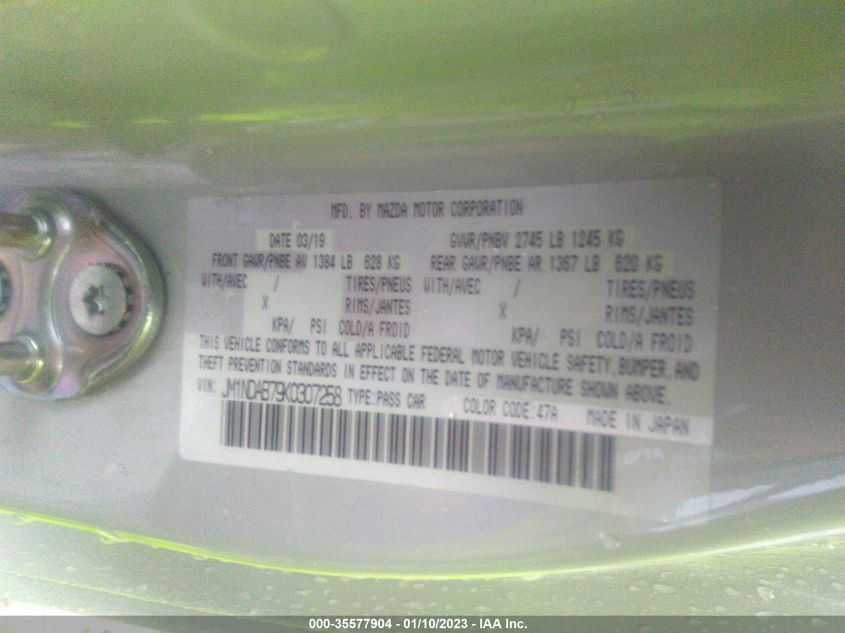 MFD. BY MAZDA MOTOR CORPORATION
DATE 03/19 GVWR/PNBV 2745 LB 1245 KG
FRONT GAWR/PNBE AV 1384 LB 628 KG REAR GAWR/PNBE AR 1367 LB 620 KG
WITH/AVEC / TIRES/PNEUS WITH/AVEC / TIRES/PNEUS
X RIMS/JANTES X RIMS/JANTES
KPA/ PSI COLD/A FROID KPA/ PSI COLD/A FROID
THIS VEHICLE CONFORMS TO ALL APPLICABLE FEDERAL MOTOR VEHICLE SAFETY, BUMPER, AND
THEFT PREVENTION STANDARDS IN EFFECT ON THE DATE OF MANUFACTURE SHOWN ABOVE.
VIN: JM1NDAB79K0307258 TYPE:PASS CAR COLOR CODE:47A MADE IN JAPAN
000-35577904 - 01/10/2023 - IAA Inc.